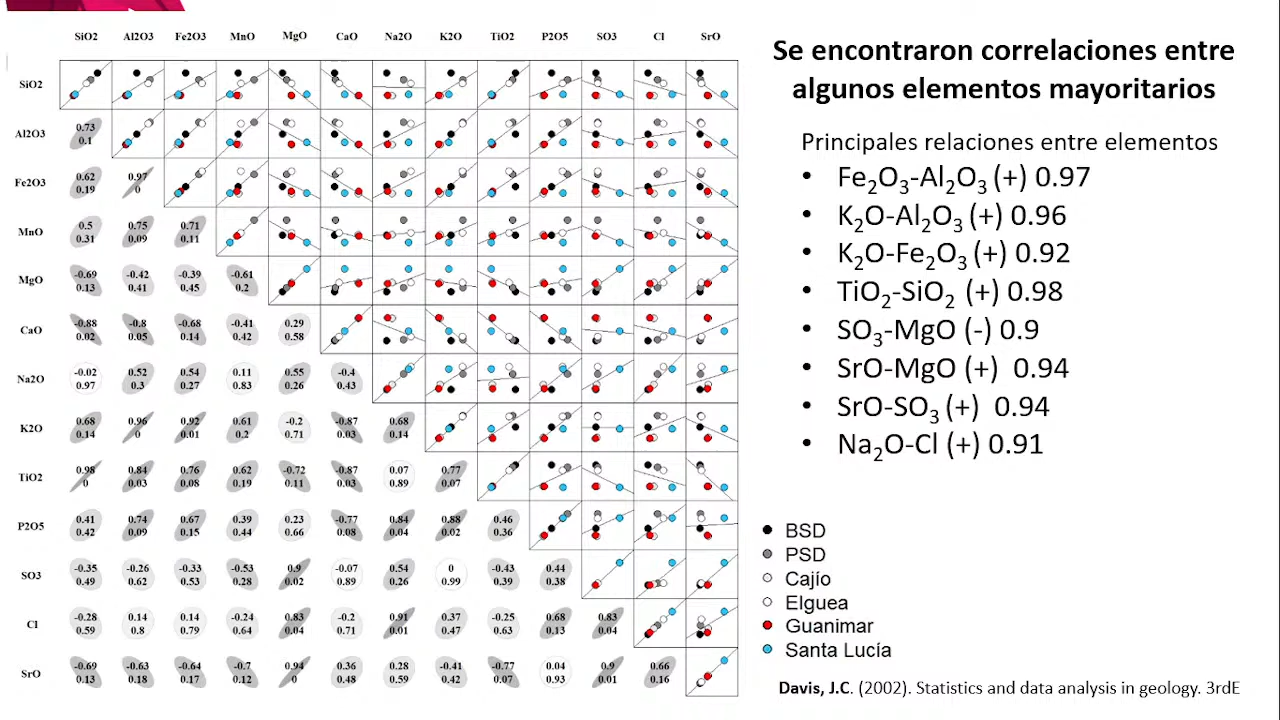 SiO2 Al2O3 Fe2O3 MnO MgO CaO Na2O K2O TiO2 P2O5 SO3 Cl SrO
SiO2
Al2O3 0.73
0.1
Fe2O3 0.62 0.97
0.19 0
MnO 0.5 0.75 0.71
0.31 0.09 0.11
MgO -0.69 -0.42 -0.39 -0.61
0.13 0.41 0.45 0.2
CaO -0.88 -0.8 -0.68 -0.41 0.29
0.02 0.05 0.14 0.42 0.58
Na2O -0.02 0.52 0.54 0.11 0.55 -0.4
0.97 0.3 0.27 0.83 0.26 0.43
K2O 0.68 0.96 0.92 0.61 -0.2 -0.87 0.68
0.14 0 0.01 0.2 0.71 0.03 0.14
TiO2 0.98 0.84 0.76 0.62 -0.72 -0.87 0.07 0.77
0 0.03 0.08 0.19 0.11 0.03 0.89 0.07
P2O5 0.41 0.74 0.67 0.39 0.23 -0.77 0.84 0.88 0.46
0.42 0.09 0.15 0.44 0.66 0.08 0.04 0.02 0.36
SO3 -0.35 -0.26 -0.33 -0.53 0.9 -0.07 0.54 0 -0.43 0.44
0.49 0.62 0.53 0.28 0.02 0.89 0.26 0.99 0.39 0.38
Cl -0.28 0.14 0.14 -0.24 0.83 -0.2 0.91 0.37 -0.25 0.68 0.83
0.59 0.8 0.79 0.64 0.04 0.71 0.01 0.47 0.63 0.13 0.04
SrO -0.69 -0.63 -0.64 -0.7 0.94 0.36 0.28 -0.41 -0.77 0.04 0.9 0.66
0.13 0.18 0.17 0.12 0 0.48 0.59 0.42 0.07 0.93 0.01 0.16
Se encontraron correlaciones entre
algunos elementos mayoritarios
Principales relaciones entre elementos
• Fe₂O₃-Al₂O₃ (+) 0.97
• K₂O-Al₂O₃ (+) 0.96
• K₂O-Fe₂O₃ (+) 0.92
• TiO₂-SiO₂ (+) 0.98
• SO₃-MgO (-) 0.9
• SrO-MgO (+) 0.94
• SrO-SO₃ (+) 0.94
• Na₂O-Cl (+) 0.91
BSD
PSD
Cajío
Elguea
Guanimar
Santa Lucía
Davis, J.C. (2002). Statistics and data analysis in geology. 3rdE